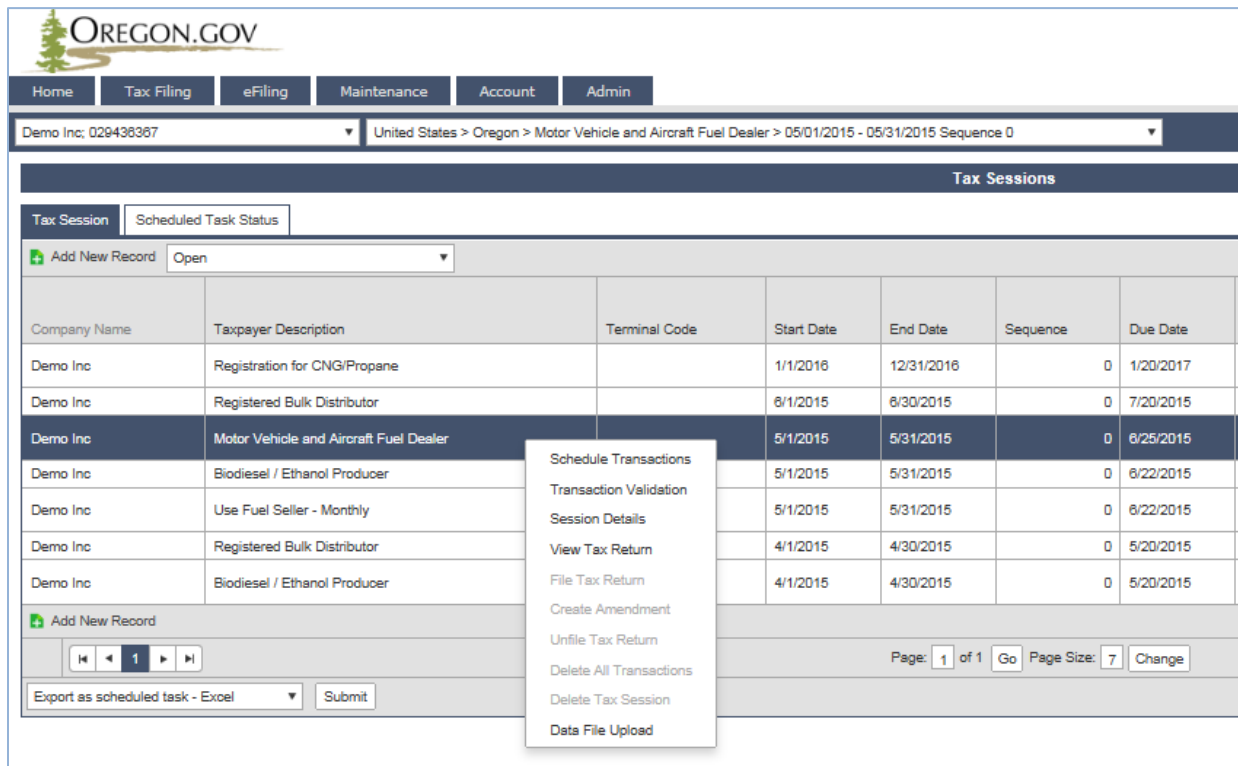 OREGON.GOV
Home Tax Filing eFiling Maintenance Account Admin
Demo Inc; 029436367 United States > Oregon > Motor Vehicle and Aircraft Fuel Dealer > 05/01/2015 - 05/31/2015 Sequence 0
Tax Sessions
Tax Session Scheduled Task Status
Add New Record Open
Company Name Taxpayer Description Terminal Code Start Date End Date Sequence Due Date
Demo Inc Registration for CNG/Propane 1/1/2016 12/31/2016 0 1/20/2017
Demo Inc Registered Bulk Distributor 6/1/2015 6/30/2015 0 7/20/2015
Demo Inc Motor Vehicle and Aircraft Fuel Dealer 5/1/2015 5/31/2015 0 6/25/2015
Demo Inc Biodiesel / Ethanol Producer 5/1/2015 5/31/2015 0 6/22/2015
Demo Inc Use Fuel Seller - Monthly 5/1/2015 5/31/2015 0 6/22/2015
Demo Inc Registered Bulk Distributor 4/1/2015 4/30/2015 0 5/20/2015
Demo Inc Biodiesel / Ethanol Producer 4/1/2015 4/30/2015 0 5/20/2015
Schedule Transactions
Transaction Validation
Session Details
View Tax Return
File Tax Return
Create Amendment
Unfile Tax Return
Delete All Transactions
Delete Tax Session
Data File Upload
Add New Record
1 Page: 1 of 1 Go Page Size: 7 Change
Export as scheduled task - Excel Submit